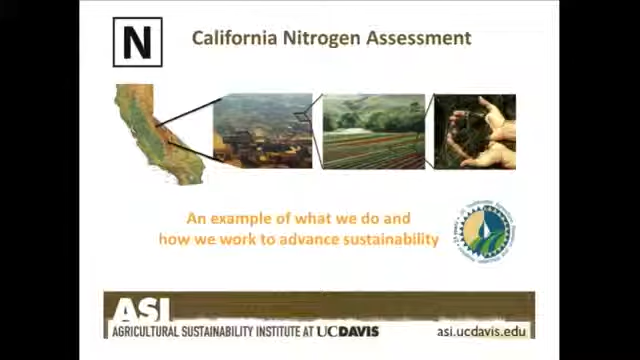 N
California Nitrogen Assessment
An example of what we do and
how we work to advance sustainability
ASI
AGRICULTURAL SUSTAINABILITY INSTITUTE AT UCDAVIS
asi.ucdavis.edu